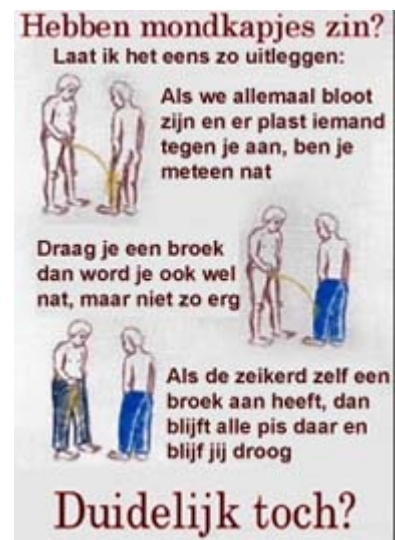 Hebben mondkapjes zin?
Laat ik het eens zo uitleggen:
Als we allemaal bloot
zijn en er plast iemand
tegen je aan, ben je
meteen nat
Draag je een broek
dan word je ook wel
nat, maar niet zo erg
Als de zeikerd zelf een
broek aan heeft, dan
blijft alle pis daar en
blijf jij droog
Duidelijk toch?